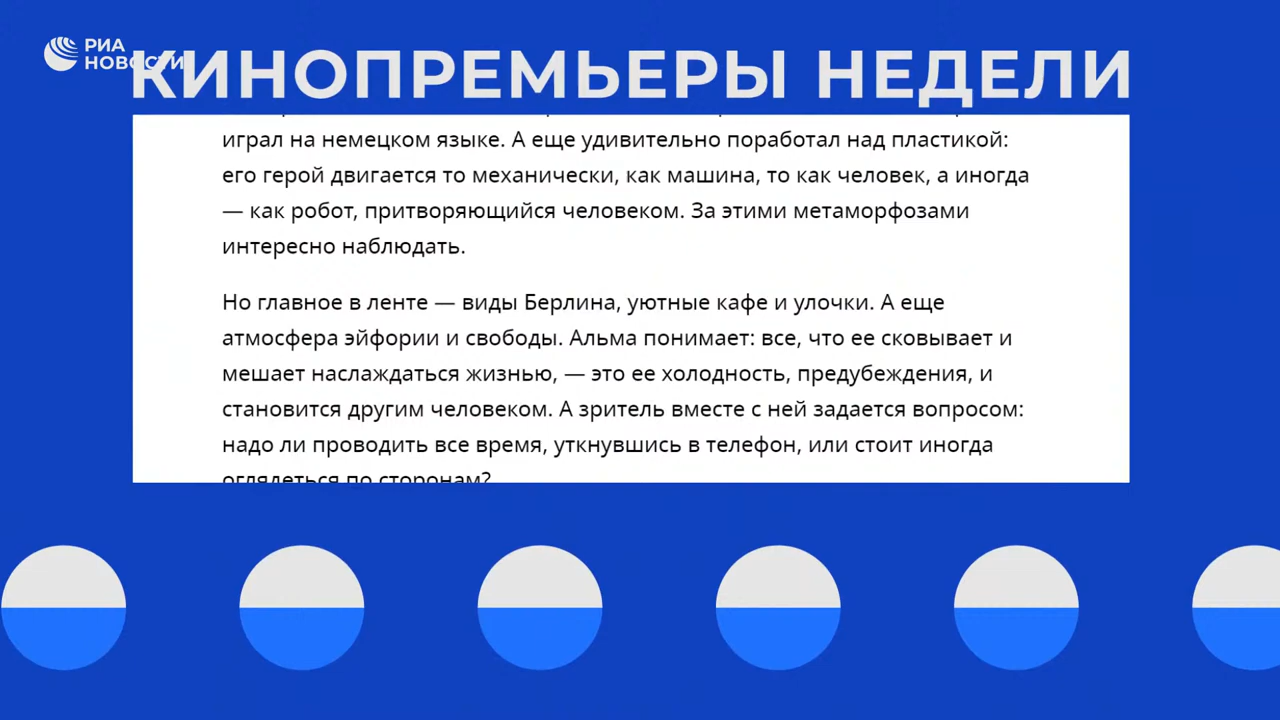 РИА
НОВОСТИ
КИНОПРЕМЬЕРЫ НЕДЕЛИ
играл на немецком языке. А еще удивительно поработал над пластикой:
его герой двигается то механически, как машина, то как человек, а иногда
— как робот, притворяющийся человеком. За этими метаморфозами
интересно наблюдать.
Но главное в ленте — виды Берлина, уютные кафе и улочки. А еще
атмосфера эйфории и свободы. Альма понимает: все, что ее сковывает и
мешает наслаждаться жизнью, — это ее холодность, предубеждения, и
становится другим человеком. А зритель вместе с ней задается вопросом:
надо ли проводить все время, уткнувшись в телефон, или стоит иногда
оглядеться по сторонам?